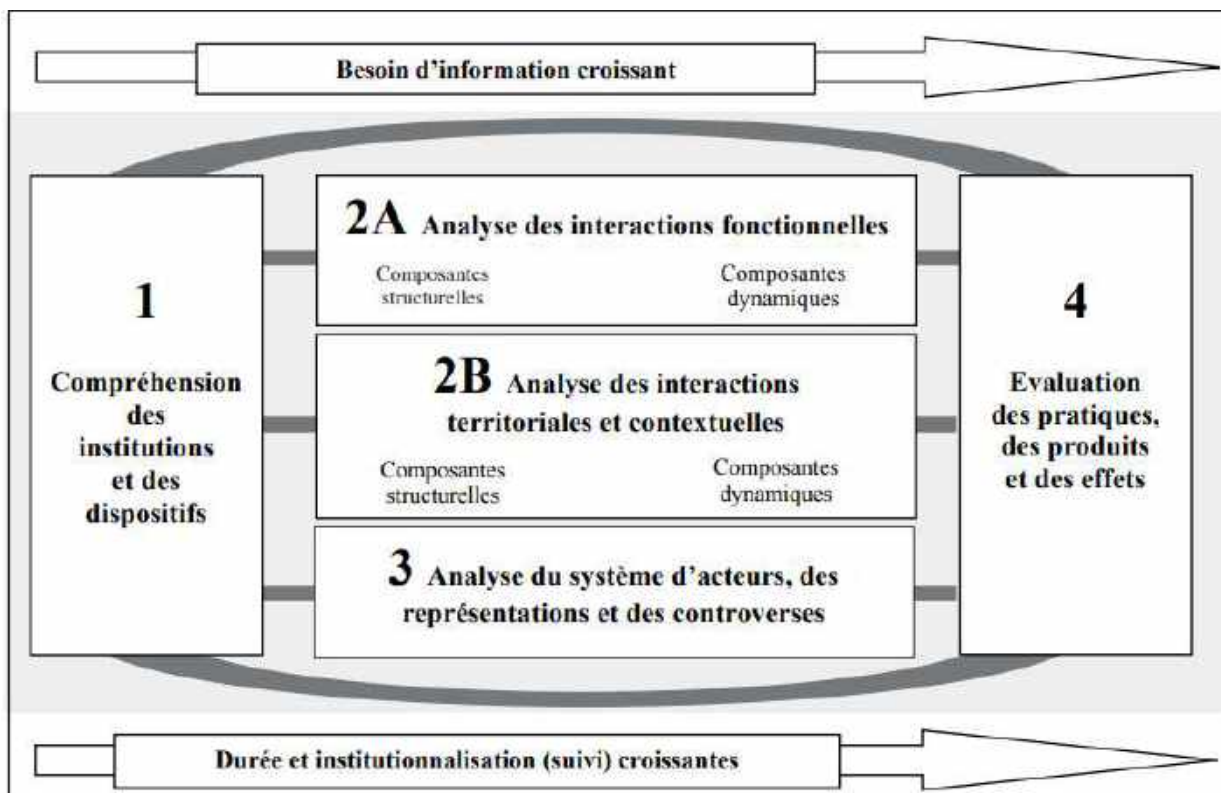 Besoin d'information croissant
1
Compréhension
des
institutions
et des
dispositifs
2A Analyse des interactions fonctionnelles
Composantes
structurelles
Composantes
dynamiques
2B Analyse des interactions
territoriales et contextuelles
Composantes
structurelles
Composantes
dynamiques
3 Analyse du système d'acteurs, des
représentations et des controverses
4
Evaluation
des pratiques,
des produits
et des effets
Durée et institutionnalisation (suivi) croissantes